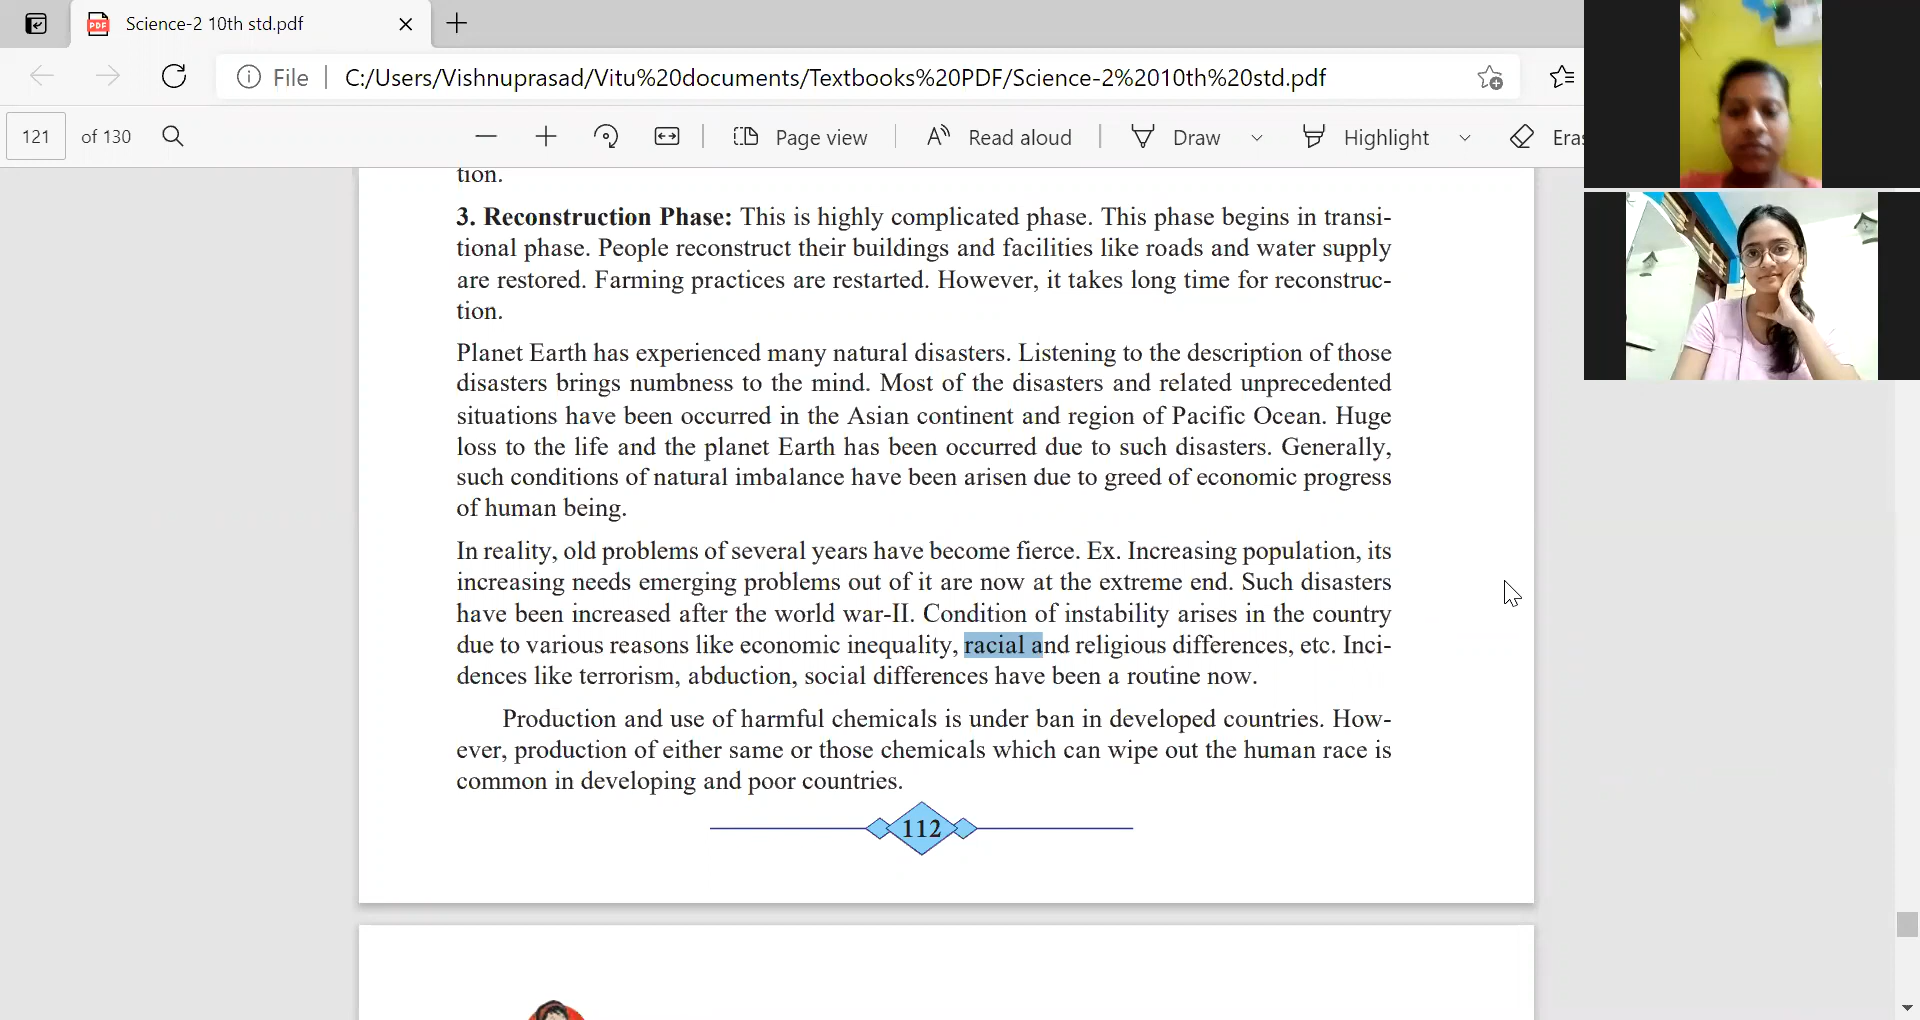 Science-2 10th std.pdf
File
C:/Users/Vishnuprasad/Vitu%20documents/Textbooks%20PDF/Science-2%2010th%20std.pdf
121 of 130
Page view
Read aloud
Draw
Highlight
Eras
tion.
3. Reconstruction Phase: This is highly complicated phase. This phase begins in transi-
tional phase. People reconstruct their buildings and facilities like roads and water supply
are restored. Farming practices are restarted. However, it takes long time for reconstruc-
tion.
Planet Earth has experienced many natural disasters. Listening to the description of those
disasters brings numbness to the mind. Most of the disasters and related unprecedented
situations have been occurred in the Asian continent and region of Pacific Ocean. Huge
loss to the life and the planet Earth has been occurred due to such disasters. Generally,
such conditions of natural imbalance have been arisen due to greed of economic progress
of human being.
In reality, old problems of several years have become fierce. Ex. Increasing population, its
increasing needs emerging problems out of it are now at the extreme end. Such disasters
have been increased after the world war-II. Condition of instability arises in the country
due to various reasons like economic inequality, racial and religious differences, etc. Inci-
dences like terrorism, abduction, social differences have been a routine now.
Production and use of harmful chemicals is under ban in developed countries. How-
ever, production of either same or those chemicals which can wipe out the human race is
common in developing and poor countries.
112